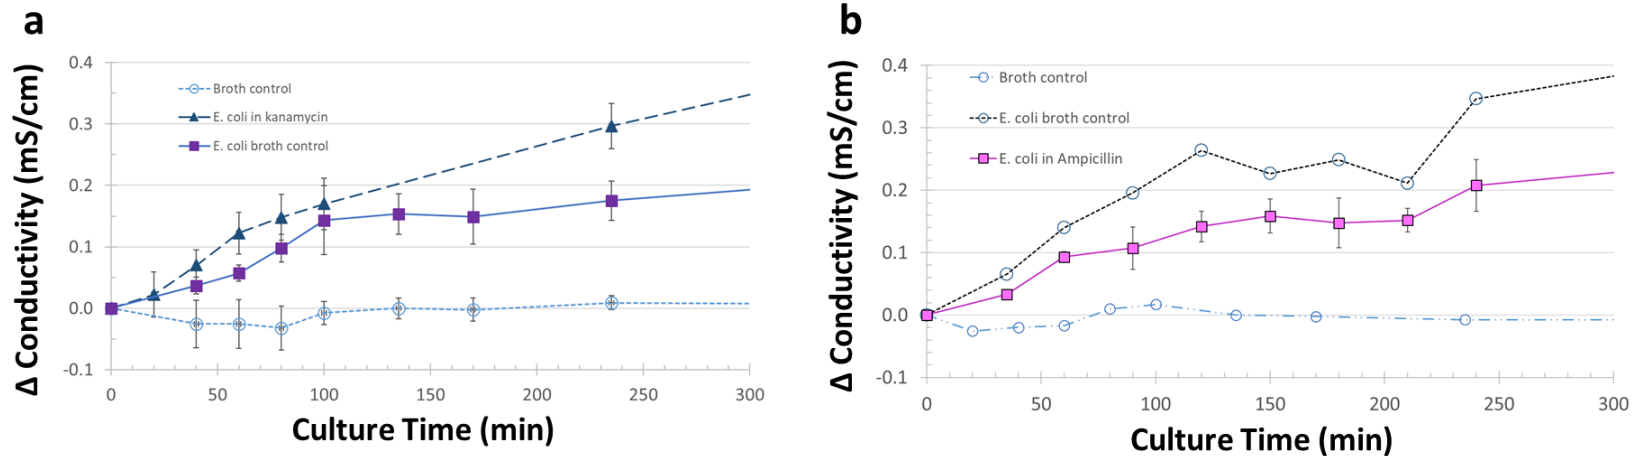 a
Δ Conductivity (mS/cm)
0.4
0.3
0.2
0.1
0.0
-0.1
Broth control
E. coli in kanamycin
E. coli broth control
0 50 100 150 200 250 300
Culture Time (min)
b
Δ Conductivity (mS/cm)
0.4
0.3
0.2
0.1
0.0
-0.1
Broth control
E. coli broth control
E. coli in Ampicillin
0 50 100 150 200 250 300
Culture Time (min)